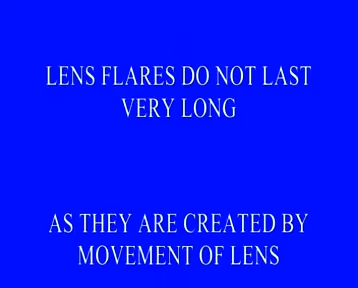 LENS FLARES DO NOT LAST
VERY LONG
AS THEY ARE CREATED BY
MOVEMENT OF LENS